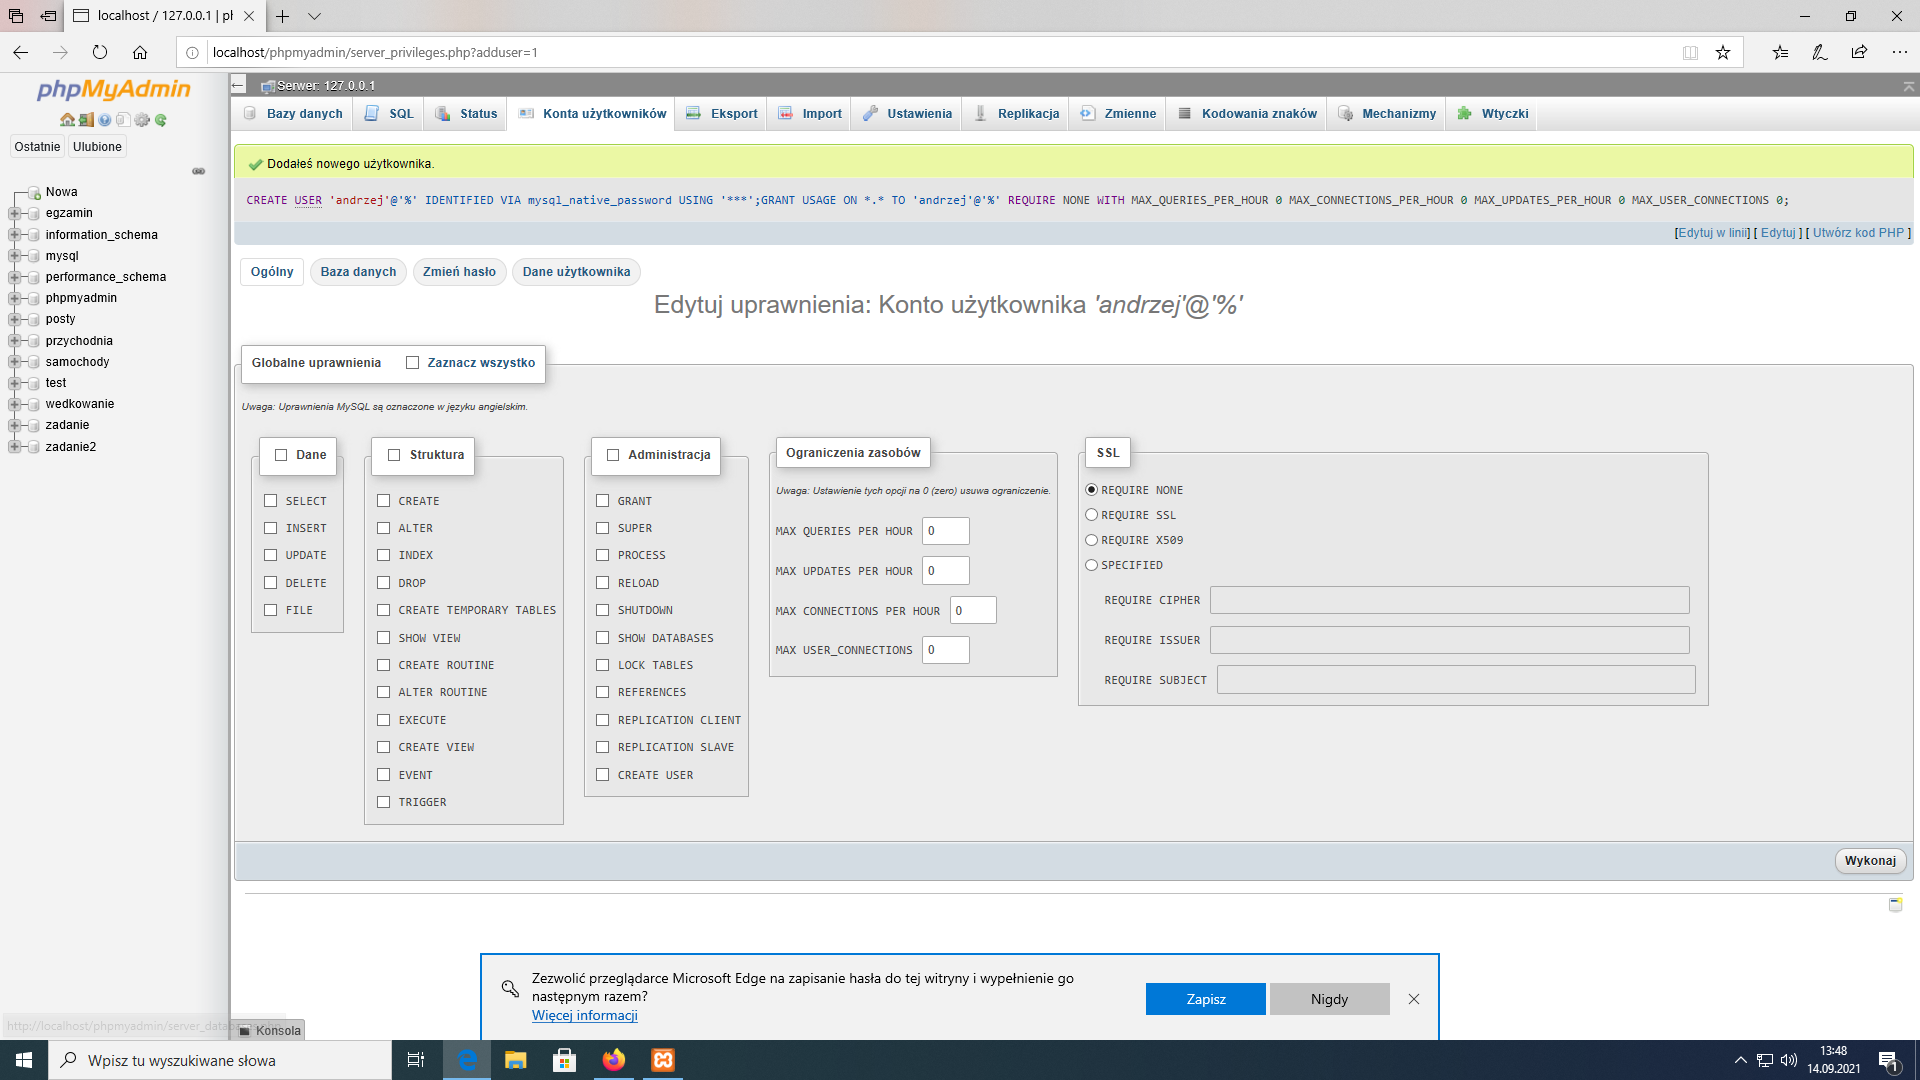 localhost / 127.0.0.1 | pł
localhost/phpmyadmin/server_privileges.php?adduser=1
phpMyAdmin
Ostatnie Ulubione
Nowa
egzamin
information_schema
mysql
performance_schema
phpmyadmin
posty
przychodnia
samochody
test
wedkowanie
zadanie
zadanie2
Serwer: 127.0.0.1
Bazy danych SQL Status Konta użytkowników Eksport Import Ustawienia Replikacja Zmienne Kodowania znaków Mechanizmy Wtyczki
Dodałeś nowego użytkownika.
CREATE USER 'andrzej'@'%' IDENTIFIED VIA mysql_native_password USING '***';GRANT USAGE ON *.* TO 'andrzej'@'%' REQUIRE NONE WITH MAX_QUERIES_PER_HOUR 0 MAX_CONNECTIONS_PER_HOUR 0 MAX_UPDATES_PER_HOUR 0 MAX_USER_CONNECTIONS 0;
[Edytuj w linii] [ Edytuj ] [ Utwórz kod PHP ]
Ogólny Baza danych Zmień hasło Dane użytkownika
Edytuj uprawnienia: Konto użytkownika 'andrzej'@'%'
Globalne uprawnienia Zaznacz wszystko
Uwaga: Uprawnienia MySQL są oznaczone w języku angielskim.
Dane
SELECT
INSERT
UPDATE
DELETE
FILE
Struktura
CREATE
ALTER
INDEX
DROP
CREATE TEMPORARY TABLES
SHOW VIEW
CREATE ROUTINE
ALTER ROUTINE
EXECUTE
CREATE VIEW
EVENT
TRIGGER
Administracja
GRANT
SUPER
PROCESS
RELOAD
SHUTDOWN
SHOW DATABASES
LOCK TABLES
REFERENCES
REPLICATION CLIENT
REPLICATION SLAVE
CREATE USER
Ograniczenia zasobów
Uwaga: Ustawienie tych opcji na 0 (zero) usuwa ograniczenie.
MAX QUERIES PER HOUR 0
MAX UPDATES PER HOUR 0
MAX CONNECTIONS PER HOUR 0
MAX USER_CONNECTIONS 0
SSL
REQUIRE NONE
REQUIRE SSL
REQUIRE X509
SPECIFIED
REQUIRE CIPHER
REQUIRE ISSUER
REQUIRE SUBJECT
Wykonaj
Zezwolić przeglądarce Microsoft Edge na zapisanie hasła do tej witryny i wypełnienie go
następnym razem?
Więcej informacji
Zapisz Nigdy
http://localhost/phpmyadmin/server_datab
Konsola
Wpisz tu wyszukiwane słowa
13:48
14.09.2021
1